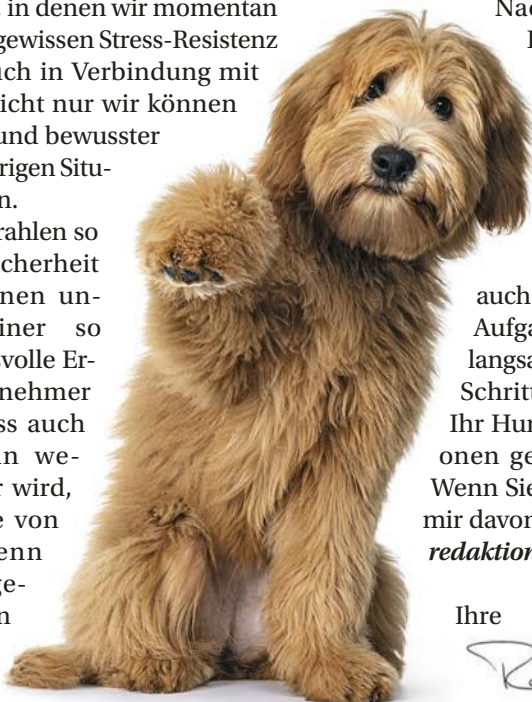 in denen wir momentan
gewissen Stress-Resistenz
uch in Verbindung mit
icht nur wir können
und bewusster
rigen Situ-
n.
rahlen so
cherheit
nen un-
iner so
svolle Er-
nehmer
ss auch
n we-
r wird,
e von
enn
ge-
n
Nac
auch
Aufga
langsa
Schritt
Ihr Hun
onen ge
Wenn Sie
mir davon
redaktion
Ihre